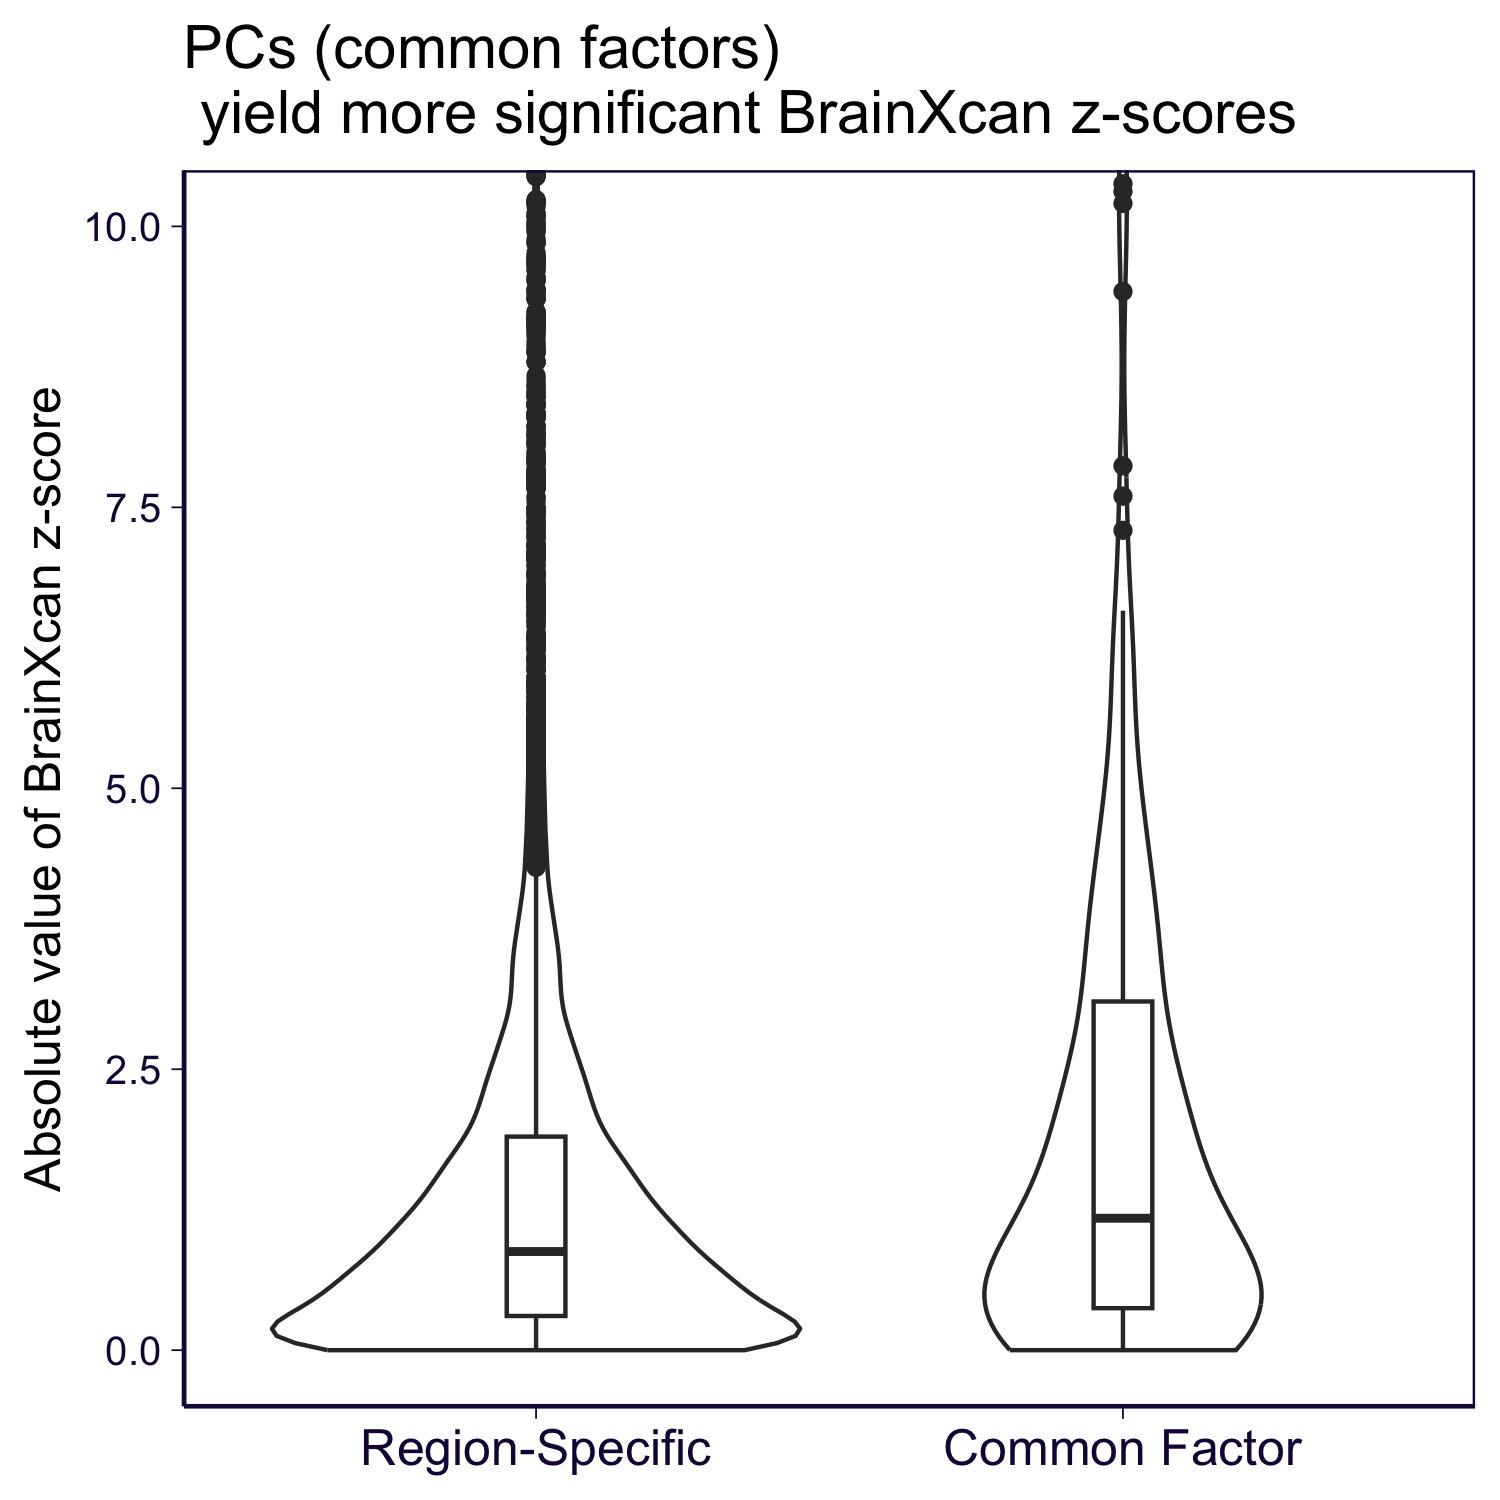 PCs (common factors)
yield more significant BrainXcan z-scores
Absolute value of BrainXcan z-score
10.0
7.5
5.0
2.5
0.0
Region-Specific
Common Factor